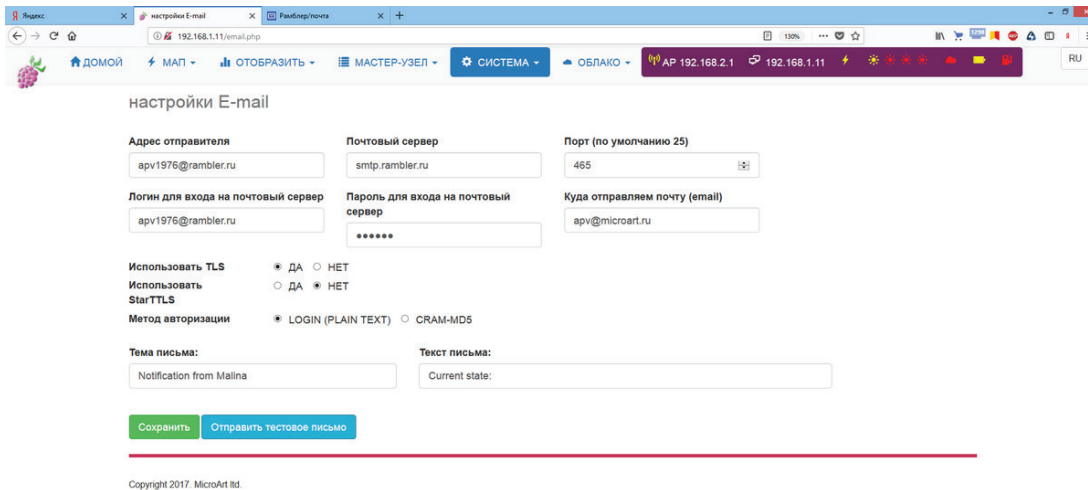 Я Яндекс
настройки E-mail
Рамблер/почта
192.168.1.11/email.php
130%
1298
ДОМОЙ
МАП
ОТОБРАЗИТЬ
МАСТЕР-УЗЕЛ
СИСТЕМА
ОБЛАКО
AP 192.168.2.1
192.168.1.11
RU
настройки E-mail
Адрес отправителя
Почтовый сервер
Порт (по умолчанию 25)
apv1976@rambler.ru
smtp.rambler.ru
465
Логин для входа на почтовый сервер
Пароль для входа на почтовый
сервер
Куда отправляем почту (email)
apv1976@rambler.ru
••••••
apv@microart.ru
Использовать TLS
ДА
НЕТ
Использовать
StarTTLS
ДА
НЕТ
Метод авторизации
LOGIN (PLAIN TEXT)
CRAM-MD5
Тема письма:
Текст письма:
Notification from Malina
Current state:
Сохранить
Отправить тестовое письмо
Copyright 2017. MicroArt ltd.